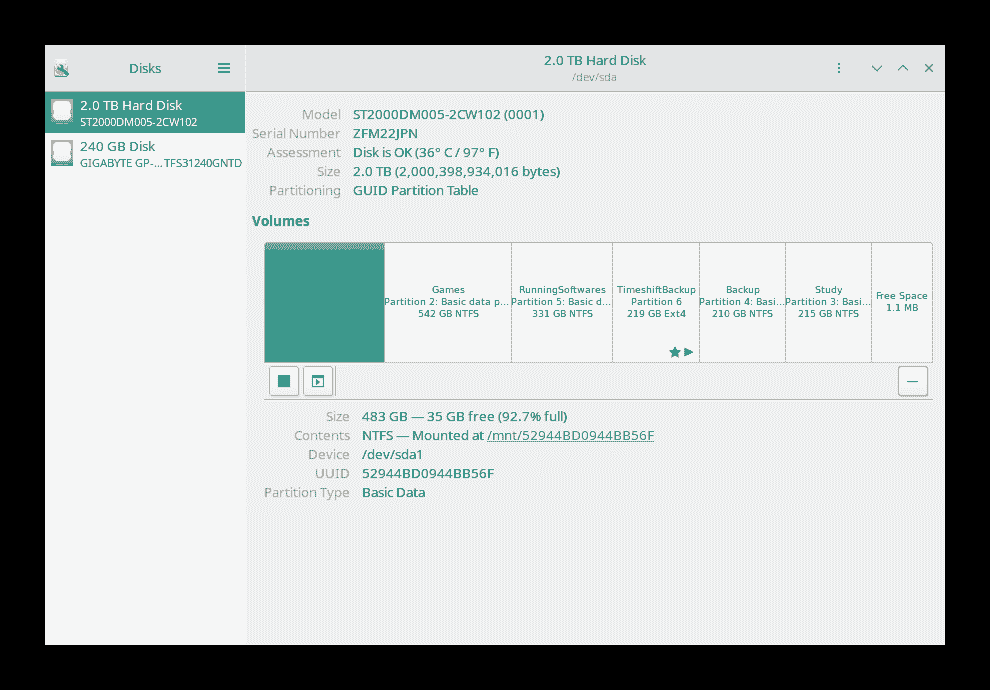 Disks
2.0 TB Hard Disk
/dev/sda
2.0 TB Hard Disk
ST2000DM005-2CW102
240 GB Disk
GIGABYTE GP-... TFS31240GNTD
Model ST2000DM005-2CW102 (0001)
Serial Number ZFM22JPN
Assessment Disk is OK (36° C / 97° F)
Size 2.0 TB (2,000,398,934,016 bytes)
Partitioning GUID Partition Table
Volumes
Games
Partition 2: Basic data p...
542 GB NTFS
RunningSoftwares
Partition 5: Basic d...
331 GB NTFS
TimeshiftBackup
Partition 6
219 GB Ext4
Backup
Partition 4: Basi...
210 GB NTFS
Study
Partition 3: Basi...
215 GB NTFS
Free Space
1.1 MB
Size 483 GB — 35 GB free (92.7% full)
Contents NTFS — Mounted at /mnt/52944BD0944BB56F
Device /dev/sda1
UUID 52944BD0944BB56F
Partition Type Basic Data